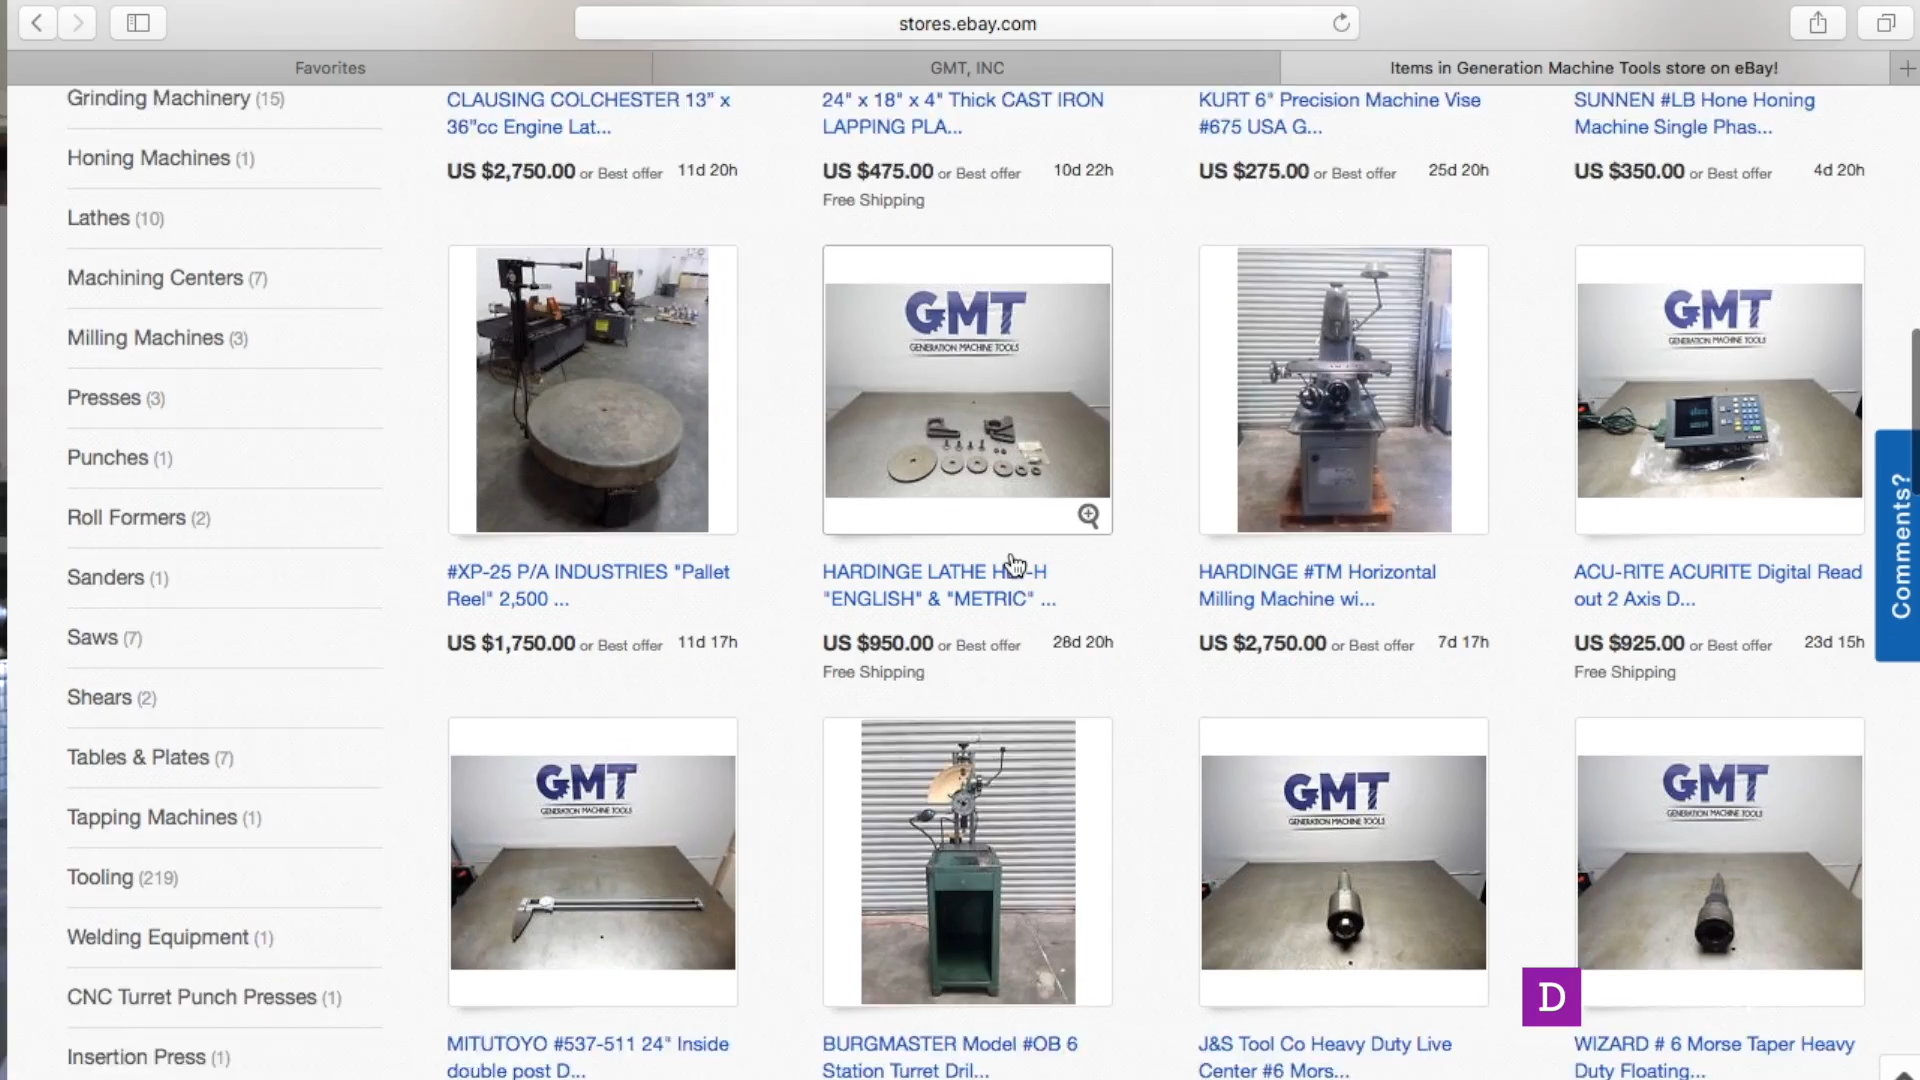 stores.ebay.com
Favorites
GMT, INC
Items in Generation Machine Tools store on eBay!
Grinding Machinery (15)
Honing Machines (1)
Lathes (10)
Machining Centers (7)
Milling Machines (3)
Presses (3)
Punches (1)
Roll Formers (2)
Sanders (1)
Saws (7)
Shears (2)
Tables & Plates (7)
Tapping Machines (1)
Tooling (219)
Welding Equipment (1)
CNC Turret Punch Presses (1)
Insertion Press (1)
CLAUSING COLCHESTER 13” x
36”cc Engine Lat...
US $2,750.00 or Best offer 11d 20h
24" x 18" x 4" Thick CAST IRON
LAPPING PLA...
US $475.00 or Best offer 10d 22h
Free Shipping
KURT 6" Precision Machine Vise
#675 USA G...
US $275.00 or Best offer 25d 20h
SUNNEN #LB Hone Honing
Machine Single Phas...
US $350.00 or Best offer 4d 20h
#XP-25 P/A INDUSTRIES "Pallet
Reel" 2,500 ...
US $1,750.00 or Best offer 11d 17h
GMT
GENERATION MACHINE TOOLS
HARDINGE LATHE
"ENGLISH" & "METRIC" ...
US $950.00 or Best offer 28d 20h
Free Shipping
HARDINGE #TM Horizontal
Milling Machine wi...
US $2,750.00 or Best offer 7d 17h
GMT
GENERATION MACHINE TOOLS
ACU-RITE ACURITE Digital Read
out 2 Axis D...
US $925.00 or Best offer 23d 15h
Free Shipping
GMT
GENERATION MACHINE TOOLS
MITUTOYO #537-511 24" Inside
double post D...
BURGMASTER Model #OB 6
Station Turret Dril...
GMT
GENERATION MACHINE TOOLS
J&S Tool Co Heavy Duty Live
Center #6 Mors...
GMT
GENERATION MACHINE TOOLS
WIZARD # 6 Morse Taper Heavy
Duty Floating...
Comments?
D